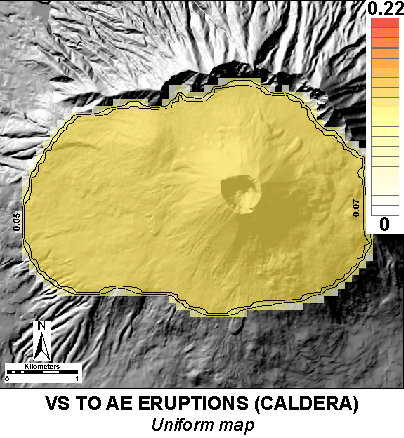 0.22
0.05
0.07
0
N
Kilometers
0 1
VS TO AE ERUPTIONS (CALDERA)
Uniform map